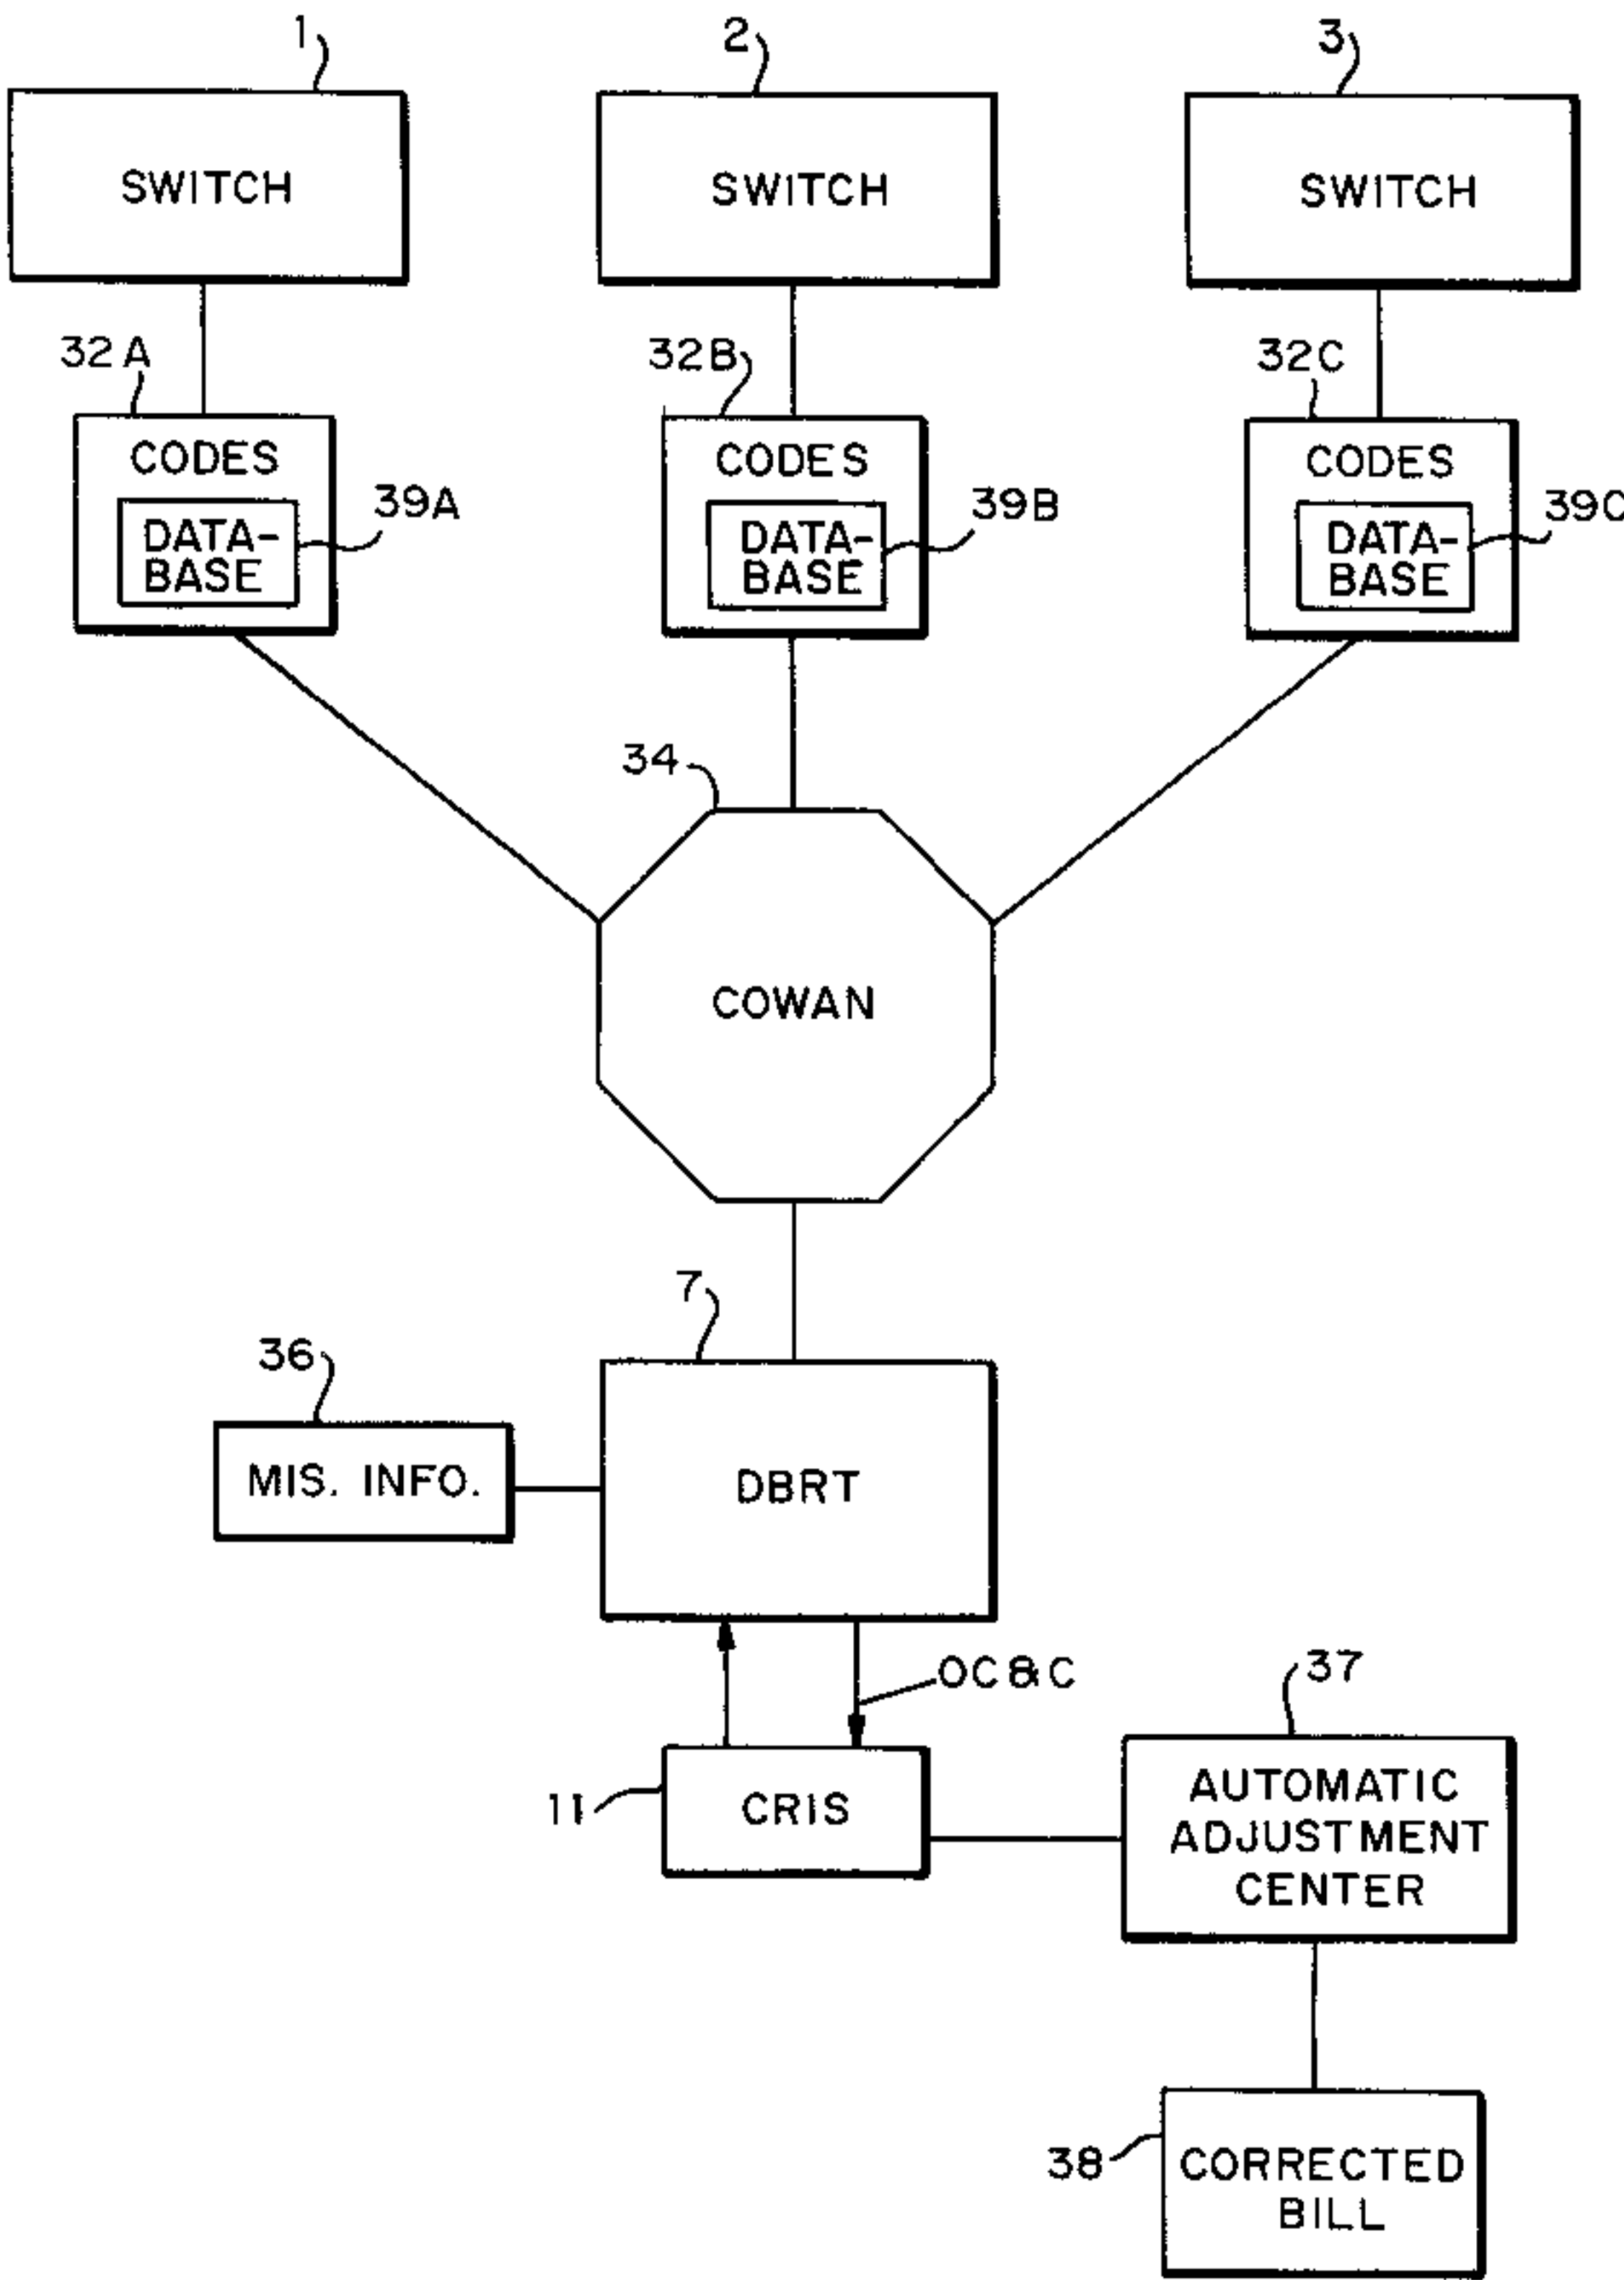 1
2
3
SWITCH
SWITCH
SWITCH
32A
32B
32C
CODES
CODES
CODES
39A
39B
39C
DATA-
BASE
DATA-
BASE
DATA-
BASE
34
COWAN
7
36
MIS. INFO.
DBRT
OC&C
37
11
CRIS
AUTOMATIC
ADJUSTMENT
CENTER
38
CORRECTED
BILL